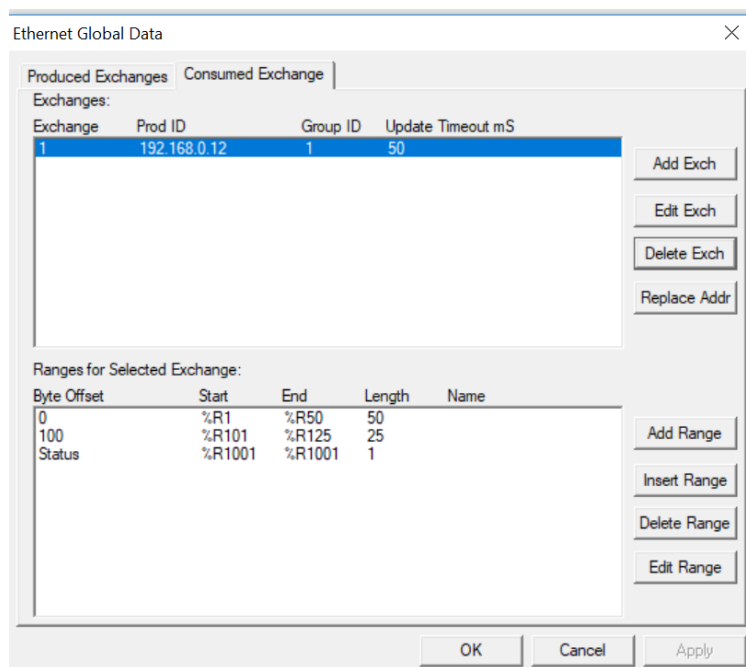 Ethernet Global Data
Produced Exchanges Consumed Exchange
Exchanges:
Exchange Prod ID Group ID Update Timeout mS
1 192.168.0.12 1 50
Add Exch
Edit Exch
Delete Exch
Replace Addr
Ranges for Selected Exchange:
Byte Offset Start End Length Name
0 %R1 %R50 50
100 %R101 %R125 25
Status %R1001 %R1001 1
Add Range
Insert Range
Delete Range
Edit Range
OK Cancel Apply